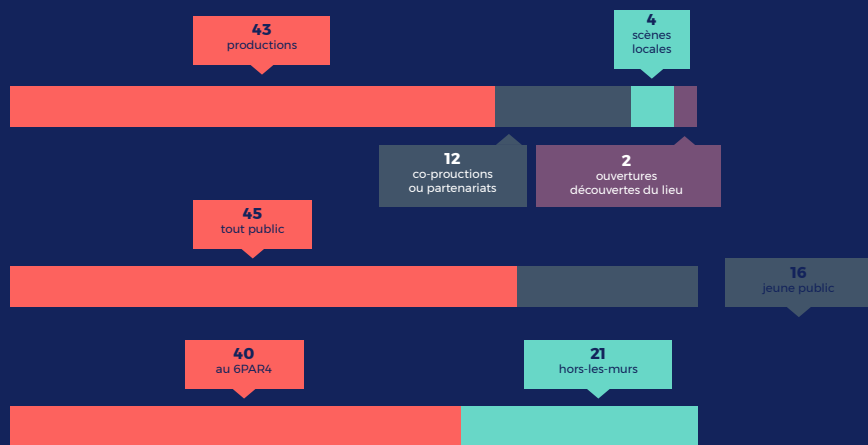 43
productions
4
scènes
locales
12
co-prouctions
ou partenariats
2
ouvertures
découvertes du lieu
45
tout public
16
jeune public
40
au 6PAR4
21
hors-les-murs